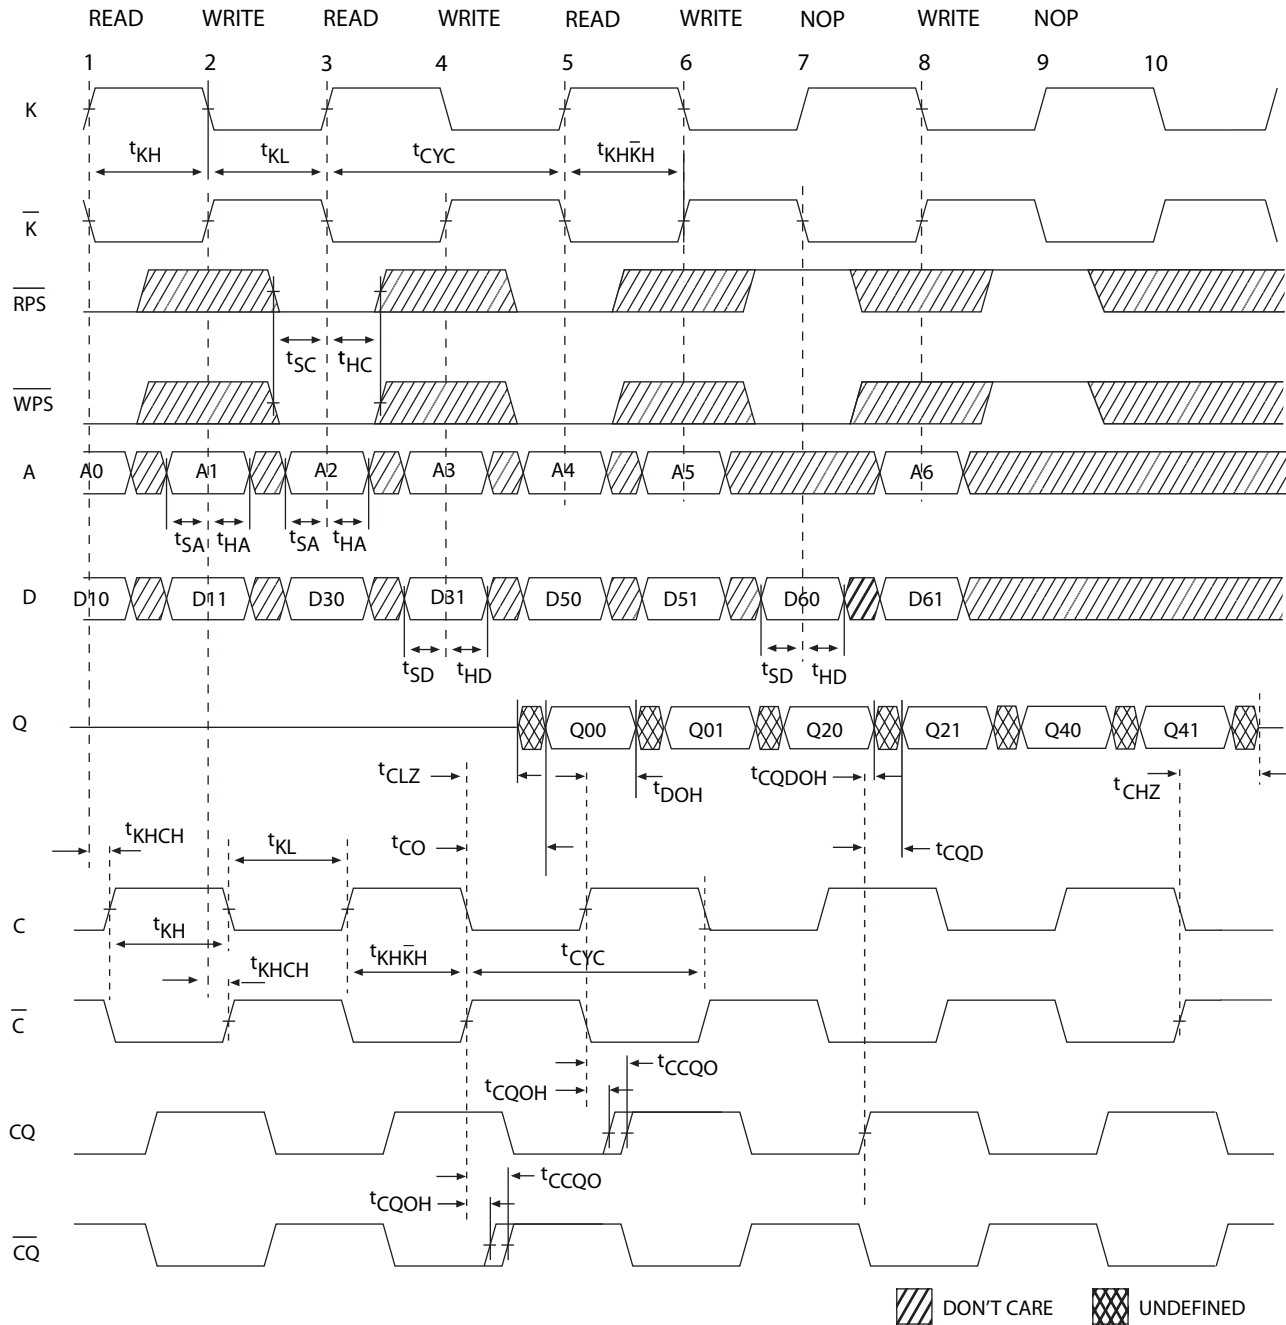 READ WRITE READ WRITE READ WRITE NOP WRITE NOP
1 2 3 4 5 6 7 8 9 10
K
tKH tKL tCYC tKHK̅H
K̅
R̅P̅S̅
tSC tHC
W̅P̅S̅
A A0 A1 A2 A3 A4 A5 A6
tSA tHA tSA tHA
D D10 D11 D30 D31 D50 D51 D60 D61
tSD tHD tSD tHD
Q Q00 Q01 Q20 Q21 Q40 Q41
tCLZ tDOH tCQDOH tCHZ
tKHCH tKL tCO tCQD
C
tKH tKHK̅H tCYC
tKHCH
C̅
tCCQO
tCQOH
CQ
tCCQO
tCQOH
C̅Q̅
DON'T CARE UNDEFINED